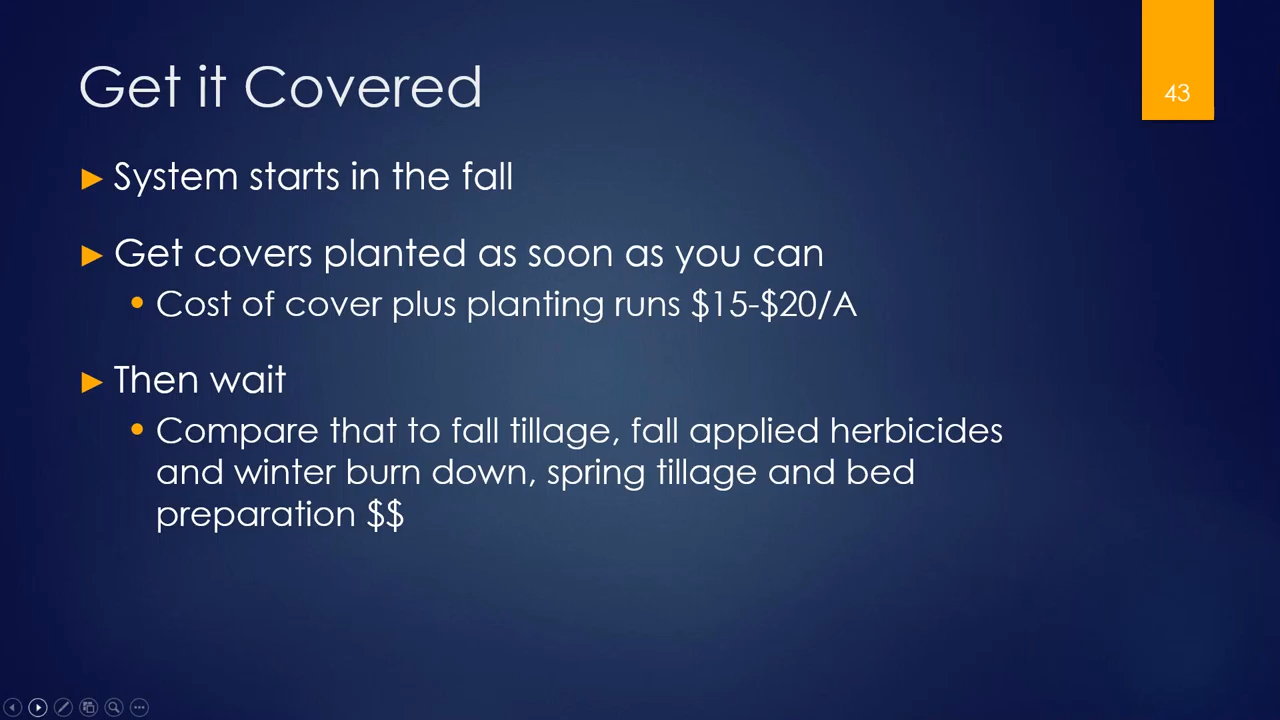 Get it Covered
43
► System starts in the fall
► Get covers planted as soon as you can
• Cost of cover plus planting runs $15-$20/A
► Then wait
• Compare that to fall tillage, fall applied herbicides
and winter burn down, spring tillage and bed
preparation $$